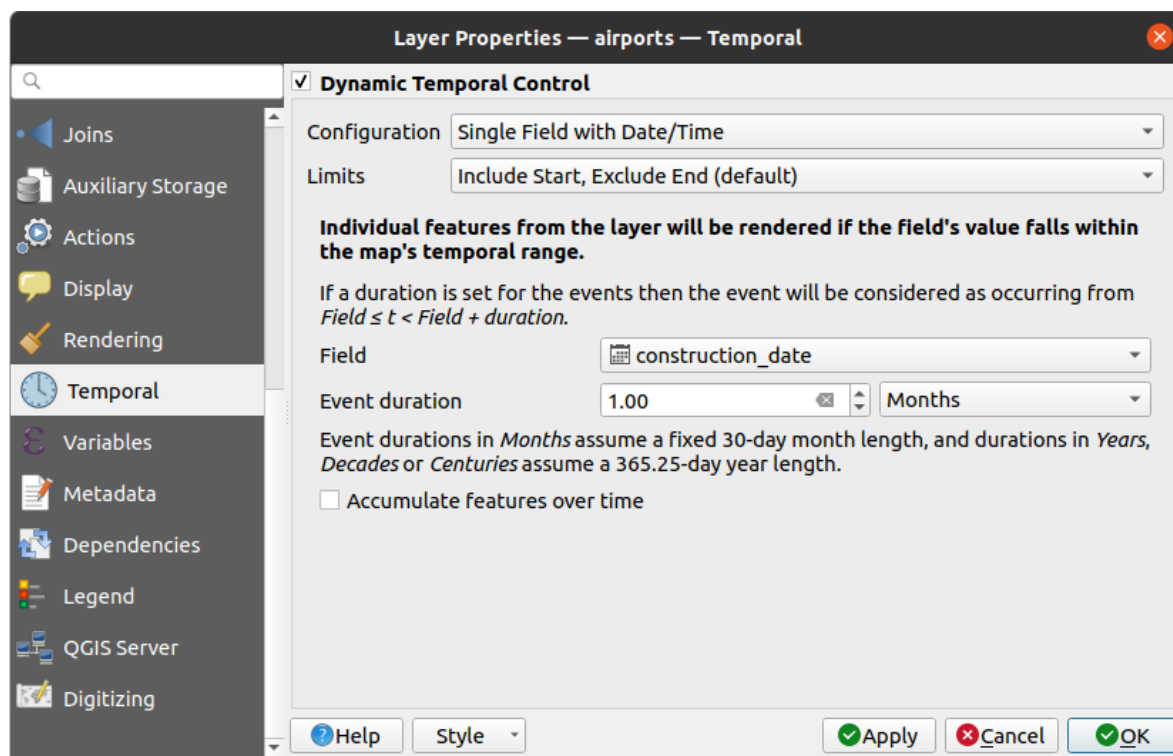 Layer Properties — airports — Temporal
Joins
Auxiliary Storage
Actions
Display
Rendering
Temporal
Variables
Metadata
Dependencies
Legend
QGIS Server
Digitizing
Dynamic Temporal Control
Configuration Single Field with Date/Time
Limits Include Start, Exclude End (default)
Individual features from the layer will be rendered if the field's value falls within
the map's temporal range.
If a duration is set for the events then the event will be considered as occurring from
Field ≤ t < Field + duration.
Field construction_date
Event duration 1.00 Months
Event durations in Months assume a fixed 30-day month length, and durations in Years,
Decades or Centuries assume a 365.25-day year length.
Accumulate features over time
Help Style Apply Cancel OK